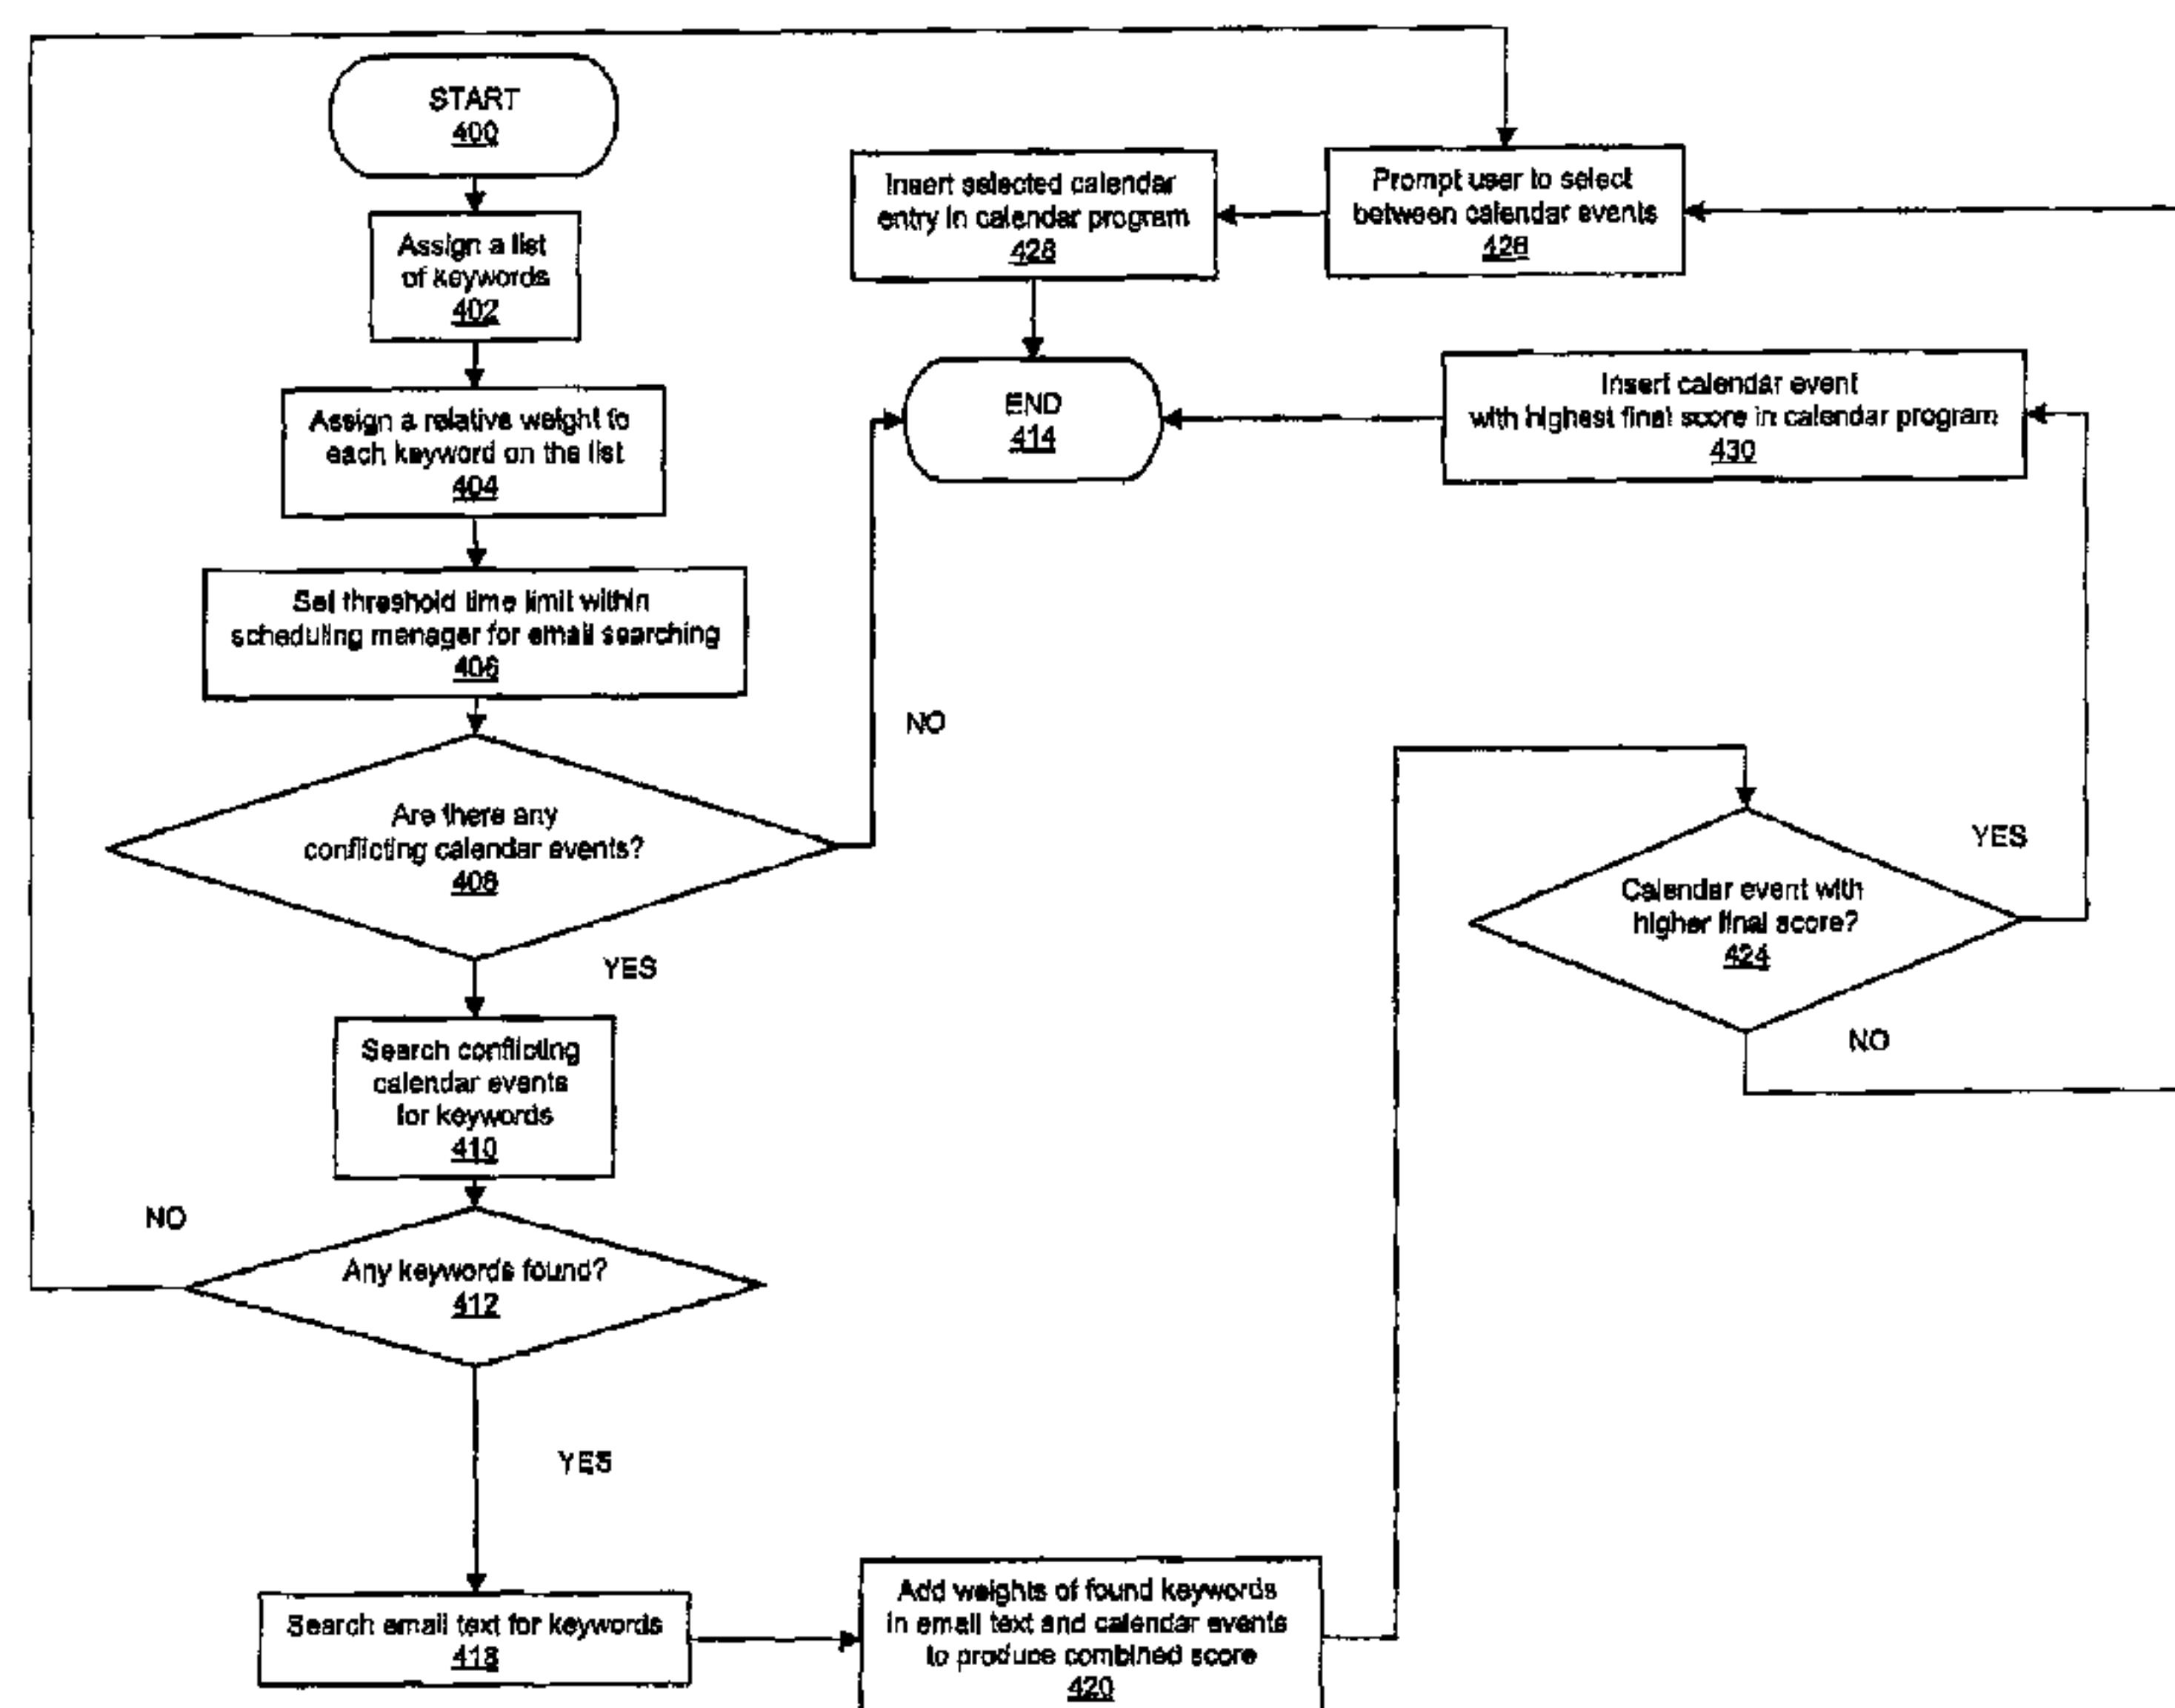 START
400
Assign a list
of keywords
402
Assign a relative weight to
each keyword on the list
404
Set threshold time limit within
scheduling manager for email searching
406
Are there any
conflicting calendar events?
408
NO
YES
Search conflicting
calendar events
for keywords
410
Any keywords found?
412
NO
YES
Search email text for keywords
418
Add weights of found keywords
in email text and calendar events
to produce combined score
420
Calendar event with
higher final score?
424
YES
NO
Insert calendar event
with highest final score in calendar program
430
Prompt user to select
between calendar events
426
Insert selected calendar
entry in calendar program
428
END
414